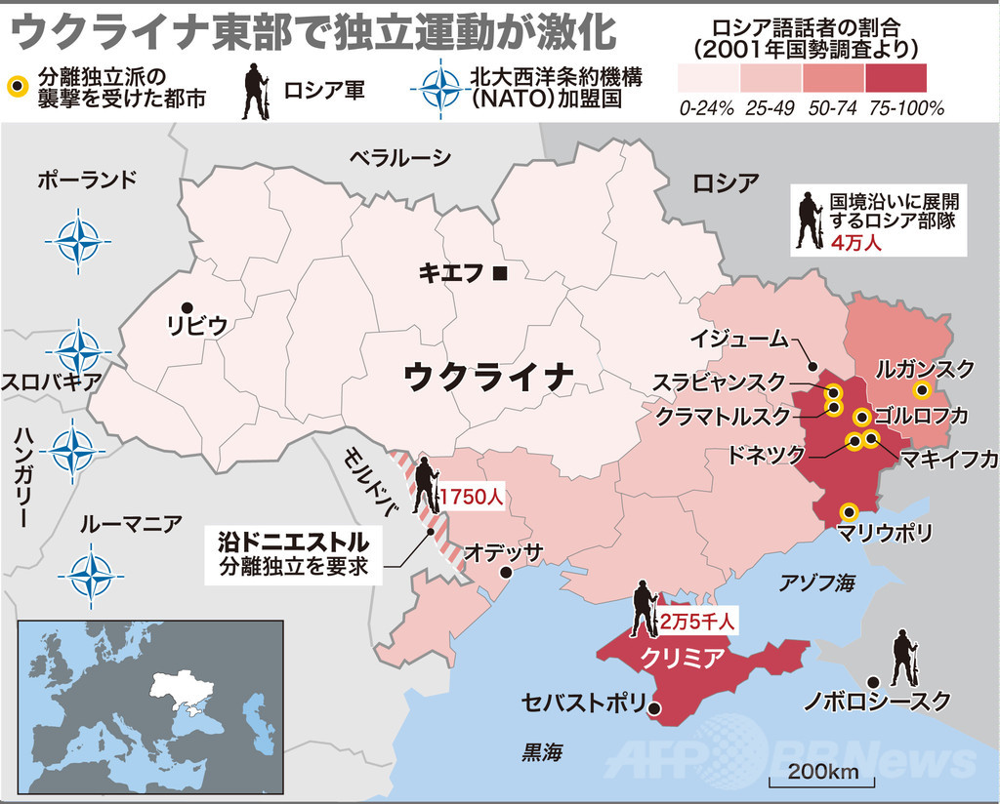 ウクライナ東部で独立運動が激化
分離独立派の
襲撃を受けた都市
ロシア軍
北大西洋条約機構
(NATO)加盟国
ロシア語話者の割合
(2001年国勢調査より)
0-24% 25-49 50-74 75-100%
ベラルーシ
ポーランド
ロシア
国境沿いに展開
するロシア部隊
4万人
キエフ
リビウ
イジューム
スロバキア
ウクライナ
スラビャンスク
ルガンスク
クラマトルスク
ゴルロフカ
ハンガリー
モルドバ
ドネツク
マキイフカ
1750人
ルーマニア
沿ドニエストル
分離独立を要求
オデッサ
マリウポリ
アゾフ海
2万5千人
クリミア
セバストポリ
ノボロシースク
黒海
AFP BBNews
200km